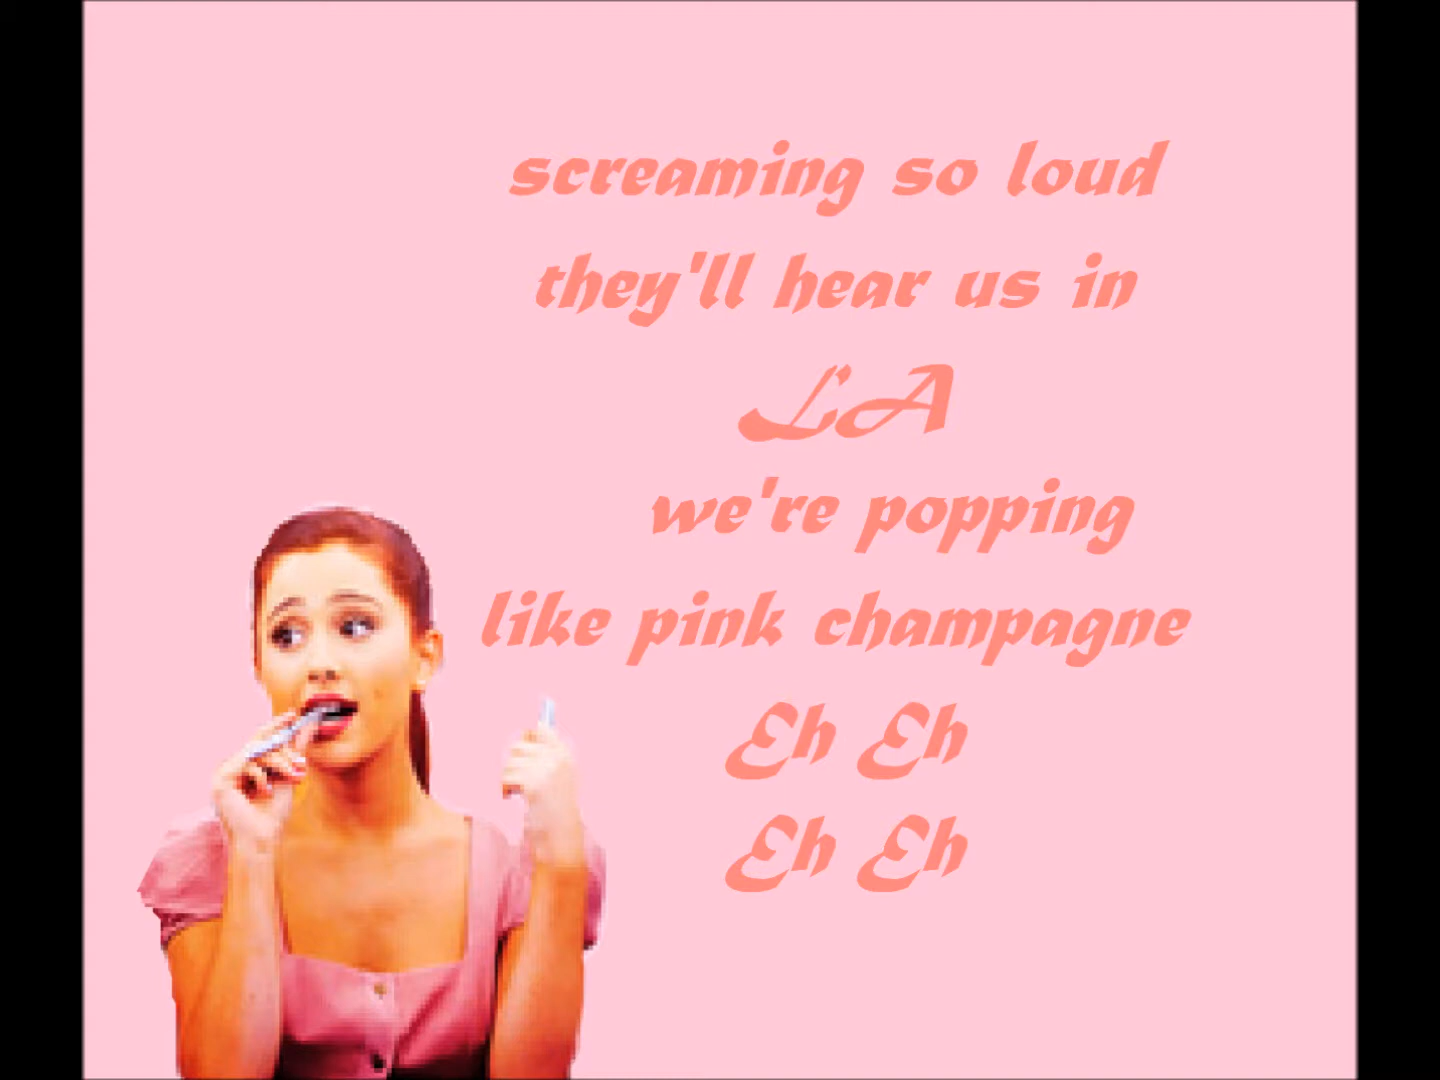 screaming so loud
they'll hear us in
LA
we're popping
like pink champagne
Eh Eh
Eh Eh